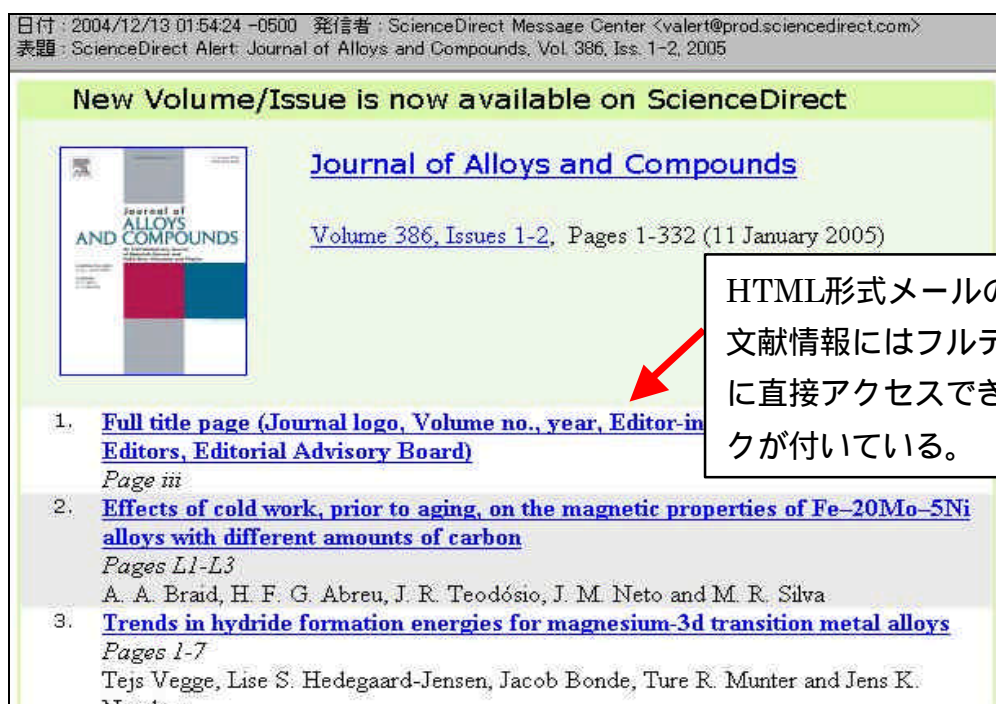 日付 : 2004/12/13 01:54:24 -0500 発信者 : ScienceDirect Message Center <valert@prod.sciencedirect.com>
表題 : ScienceDirect Alert: Journal of Alloys and Compounds, Vol. 386, Iss. 1-2, 2005
New Volume/Issue is now available on ScienceDirect
Journal of
ALLOYS
AND COMPOUNDS
Journal of Alloys and Compounds
Volume 386, Issues 1-2, Pages 1-332 (11 January 2005)
HTML形式メールの
文献情報にはフルテ
に直接アクセスでき
クが付いている。
1. Full title page (Journal logo, Volume no., year, Editor-in
Editors, Editorial Advisory Board)
Page iii
2. Effects of cold work, prior to aging, on the magnetic properties of Fe–20Mo–5Ni
alloys with different amounts of carbon
Pages L1-L3
A. A. Braid, H. F. G. Abreu, J. R. Teodósio, J. M. Neto and M. R. Silva
3. Trends in hydride formation energies for magnesium-3d transition metal alloys
Pages 1-7
Tejs Vegge, Lise S. Hedegaard-Jensen, Jacob Bonde, Ture R. Munter and Jens K.